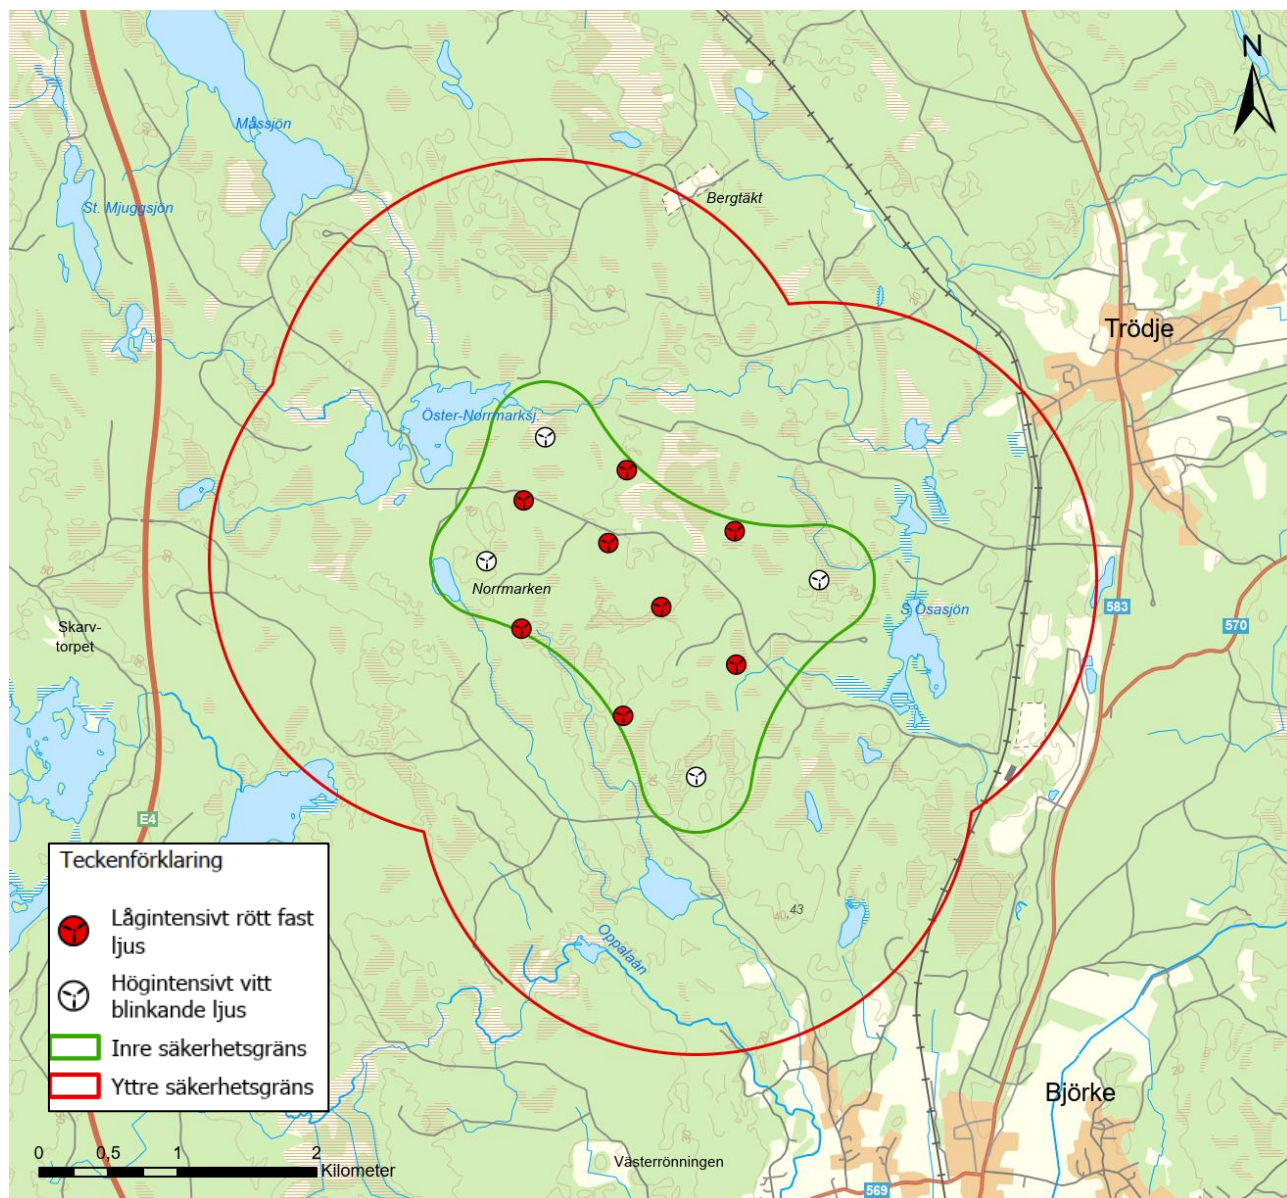 N
Måssjön
St. Mjuggsjön
Bergtäkt
Trödje
Öster-Norrmarksj.
Norrmarken
S Ösasjön
583
570
Skarv-
torpet
E4
43
Oppalaån
Björke
Västerrönningen
569
Teckenförklaring
Lågintensivt rött fast
ljus
Högintensivt vitt
blinkande ljus
Inre säkerhetsgräns
Yttre säkerhetsgräns
0 0,5 1 2
Kilometer